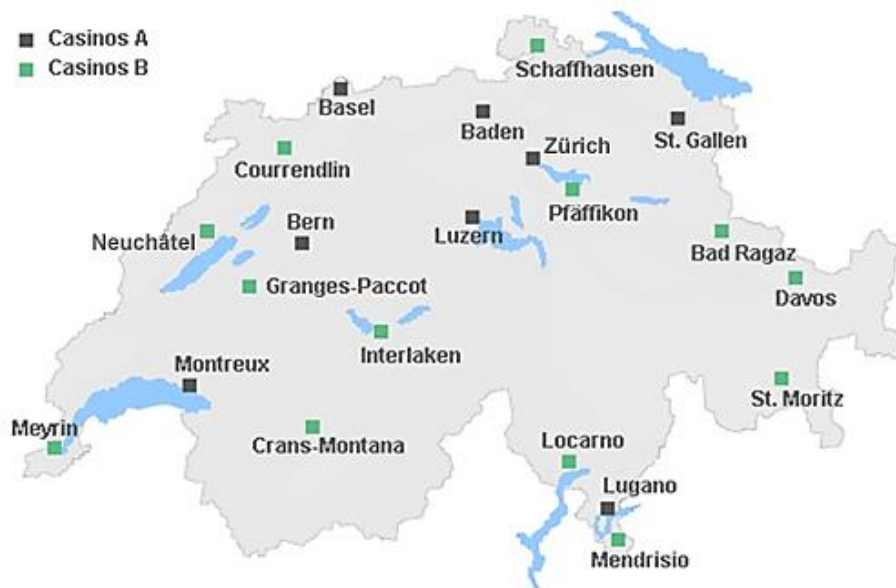 Casinos A
Casinos B
Schaffhausen
Basel
Baden
St. Gallen
Zürich
Courrendlin
Pfäffikon
Bern
Luzern
Neuchâtel
Bad Ragaz
Granges-Paccot
Davos
Interlaken
Montreux
St. Moritz
Meyrin
Crans-Montana
Locarno
Lugano
Mendrisio